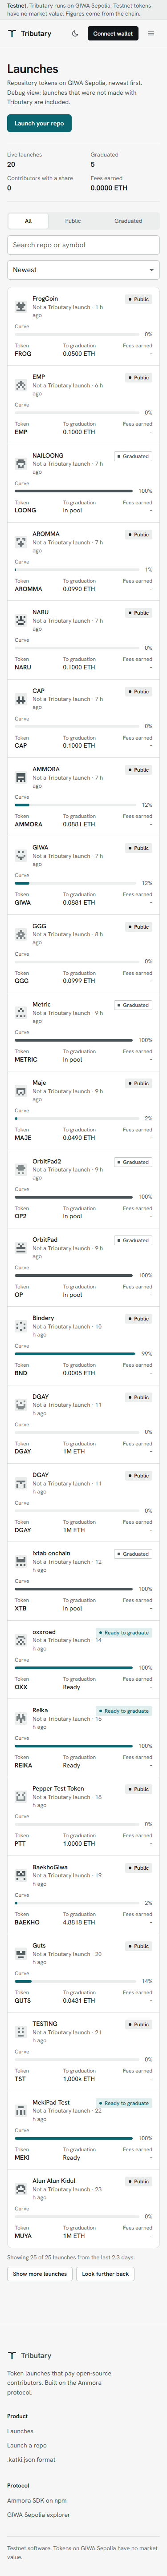 Testnet. Tributary runs on GIWA Sepolia. Testnet tokens
have no market value. Figures come from the chain.
Tributary
Connect wallet
Launches
Repository tokens on GIWA Sepolia, newest first.
Debug view: launches that were not made with
Tributary are included.
Launch your repo
Live launches
Graduated
20
5
Contributors with a share
Fees earned
0
0.0000 ETH
All
Public
Graduated
Search repo or symbol
Newest
FrogCoin
Public
Not a Tributary launch · 1 h
ago
Curve
0%
Token
To graduation
Fees earned
FROG
0.0500 ETH
–
EMP
Public
Not a Tributary launch · 6 h
ago
Curve
0%
Token
To graduation
Fees earned
EMP
0.1000 ETH
–
NAILOONG
Graduated
Not a Tributary launch · 7 h
ago
Curve
100%
Token
To graduation
Fees earned
LOONG
In pool
–
AROMMA
Public
Not a Tributary launch · 7 h
ago
Curve
1%
Token
To graduation
Fees earned
AROMMA
0.0990 ETH
–
NARU
Public
Not a Tributary launch · 7 h
ago
Curve
0%
Token
To graduation
Fees earned
NARU
0.1000 ETH
–
CAP
Public
Not a Tributary launch · 7 h
ago
Curve
0%
Token
To graduation
Fees earned
CAP
0.1000 ETH
–
AMMORA
Public
Not a Tributary launch · 7 h
ago
Curve
12%
Token
To graduation
Fees earned
AMMORA
0.0881 ETH
–
GIWA
Public
Not a Tributary launch · 7 h
ago
Curve
12%
Token
To graduation
Fees earned
GIWA
0.0881 ETH
–
GGG
Public
Not a Tributary launch · 8 h
ago
Curve
0%
Token
To graduation
Fees earned
GGG
0.0999 ETH
–
Metric
Graduated
Not a Tributary launch · 9 h
ago
Curve
100%
Token
To graduation
Fees earned
METRIC
In pool
–
Maje
Public
Not a Tributary launch · 9 h
ago
Curve
2%
Token
To graduation
Fees earned
MAJE
0.0490 ETH
–
OrbitPad2
Graduated
Not a Tributary launch · 9 h
ago
Curve
100%
Token
To graduation
Fees earned
OP2
In pool
–
OrbitPad
Graduated
Not a Tributary launch · 9 h
ago
Curve
100%
Token
To graduation
Fees earned
OP
In pool
–
Bindery
Public
Not a Tributary launch · 10
h ago
Curve
99%
Token
To graduation
Fees earned
BND
0.0005 ETH
–
DGAY
Public
Not a Tributary launch · 11
h ago
Curve
0%
Token
To graduation
Fees earned
DGAY
1M ETH
–
DGAY
Public
Not a Tributary launch · 11
h ago
Curve
0%
Token
To graduation
Fees earned
DGAY
1M ETH
–
ixtab onchain
Graduated
Not a Tributary launch · 12
h ago
Curve
100%
Token
To graduation
Fees earned
XTB
In pool
–
oxxroad
Ready to graduate
Not a Tributary launch · 14
h ago
Curve
100%
Token
To graduation
Fees earned
OXX
Ready
–
Reika
Ready to graduate
Not a Tributary launch · 15
h ago
Curve
100%
Token
To graduation
Fees earned
REIKA
Ready
–
Pepper Test Token
Public
Not a Tributary launch · 18
h ago
Curve
0%
Token
To graduation
Fees earned
PTT
1.0000 ETH
–
BaekhoGiwa
Public
Not a Tributary launch · 19
h ago
Curve
2%
Token
To graduation
Fees earned
BAEKHO
4.8818 ETH
–
Guts
Public
Not a Tributary launch · 20
h ago
Curve
14%
Token
To graduation
Fees earned
GUTS
0.0431 ETH
–
TESTING
Public
Not a Tributary launch · 21
h ago
Curve
0%
Token
To graduation
Fees earned
TST
1,000k ETH
–
MekiPad Test
Ready to graduate
Not a Tributary launch · 22
h ago
Curve
100%
Token
To graduation
Fees earned
MEKI
Ready
–
Alun Alun Kidul
Public
Not a Tributary launch · 23
h ago
Curve
0%
Token
To graduation
Fees earned
MUYA
1M ETH
–
Showing 25 of 25 launches from the last 2.3 days.
Show more launches
Look further back
Tributary
Token launches that pay open-source
contributors. Built on the Ammora
protocol.
Product
Launches
Launch a repo
.katki.json format
Protocol
Ammora SDK on npm
GIWA Sepolia explorer
Testnet software. Tokens on GIWA Sepolia have no market
value.